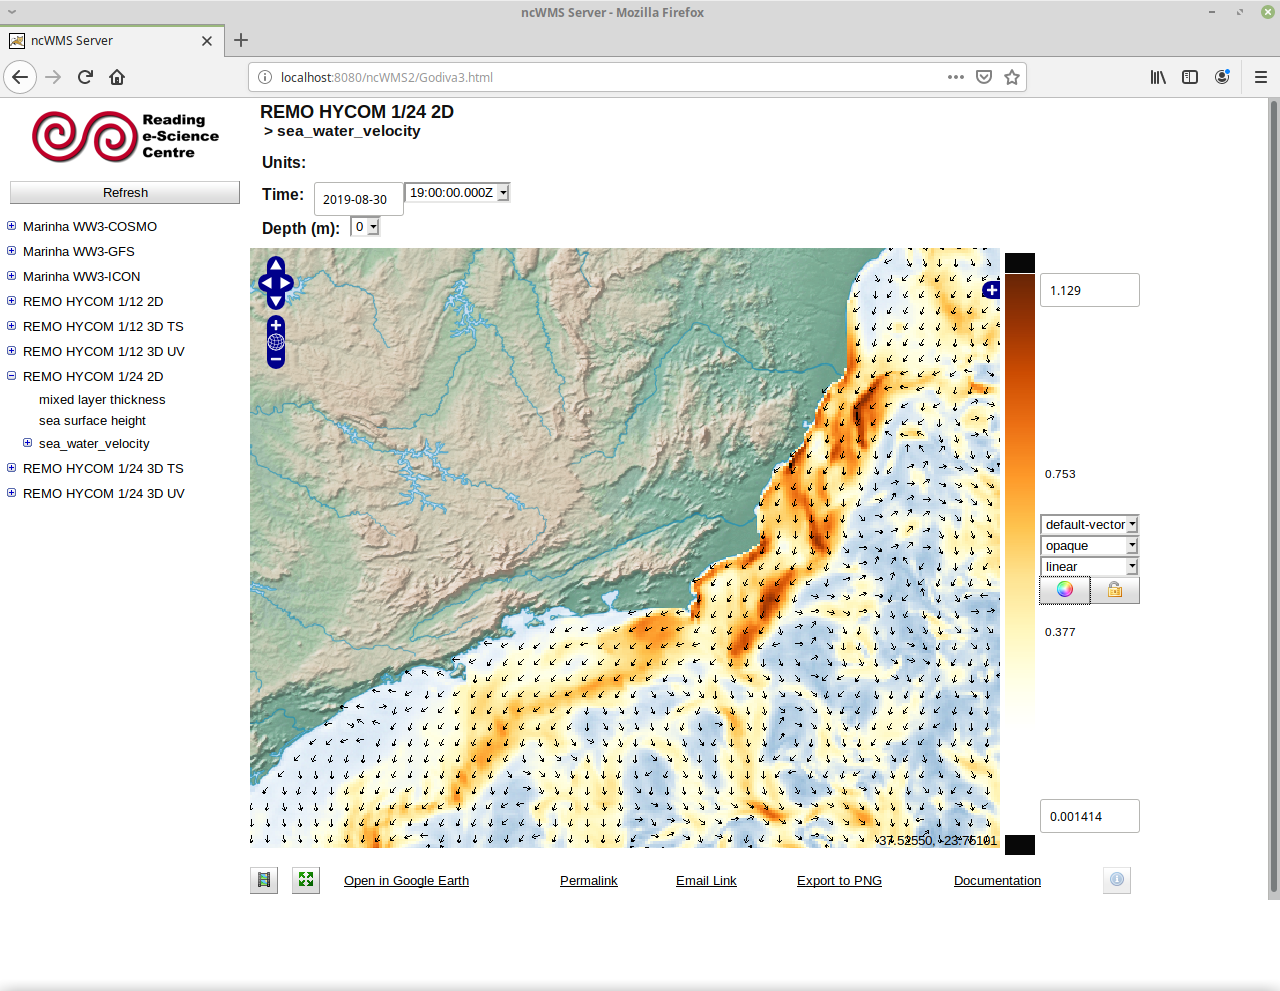 ncWMS Server - Mozilla Firefox
ncWMS Server
localhost:8080/ncWMS2/Godiva3.html
Reading
e-Science
Centre
Refresh
Marinha WW3-COSMO
Marinha WW3-GFS
Marinha WW3-ICON
REMO HYCOM 1/12 2D
REMO HYCOM 1/12 3D TS
REMO HYCOM 1/12 3D UV
REMO HYCOM 1/24 2D
mixed layer thickness
sea surface height
sea_water_velocity
REMO HYCOM 1/24 3D TS
REMO HYCOM 1/24 3D UV
REMO HYCOM 1/24 2D
> sea_water_velocity
Units:
Time: 2019-08-30 19:00:00.000Z
Depth (m): 0
1.129
0.753
default-vector
opaque
linear
0.377
0.001414
Open in Google Earth Permalink Email Link Export to PNG Documentation